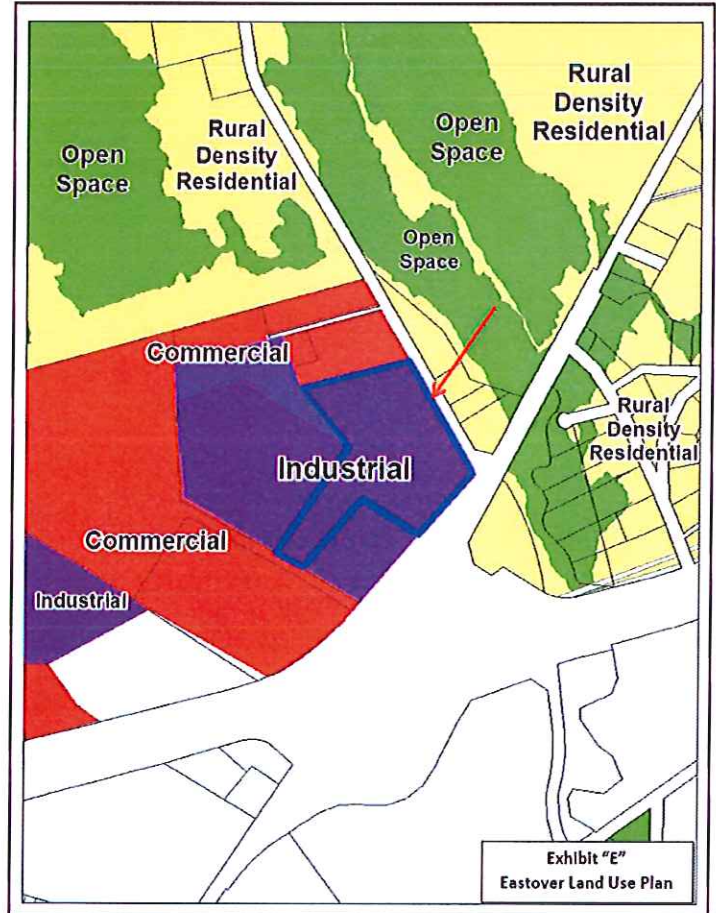 Rural
Density
Residential
Open
Space
Rural
Density
Residential
Open
Space
Open
Space
Commercial
Industrial
Rural
Density
Residential
Commercial
Industrial
Exhibit "E"
Eastover Land Use Plan